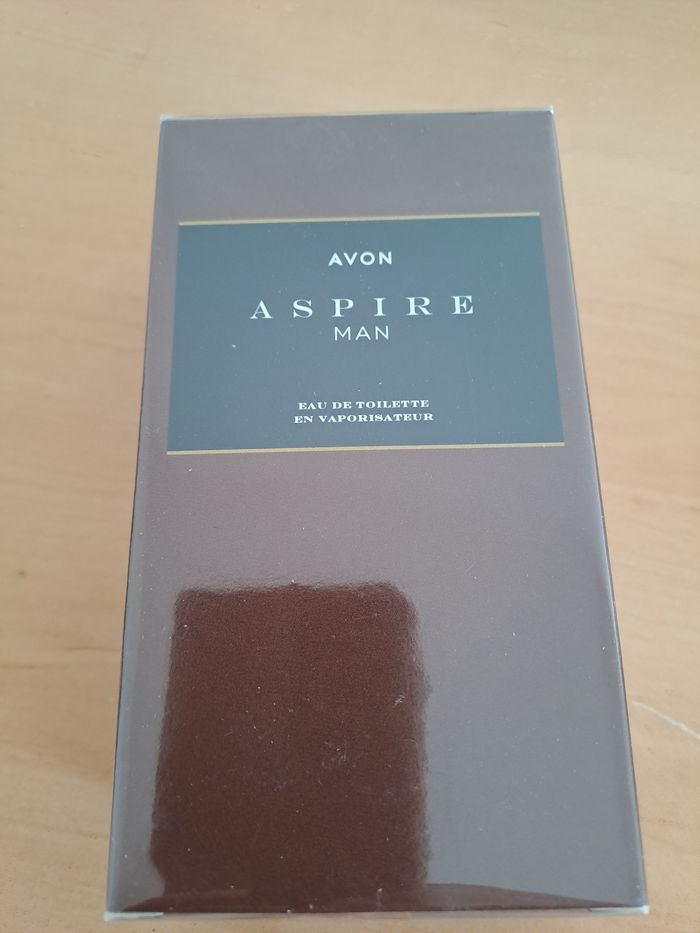 AVON
ASPIRE
MAN
EAU DE TOILETTE
EN VAPORISATEUR